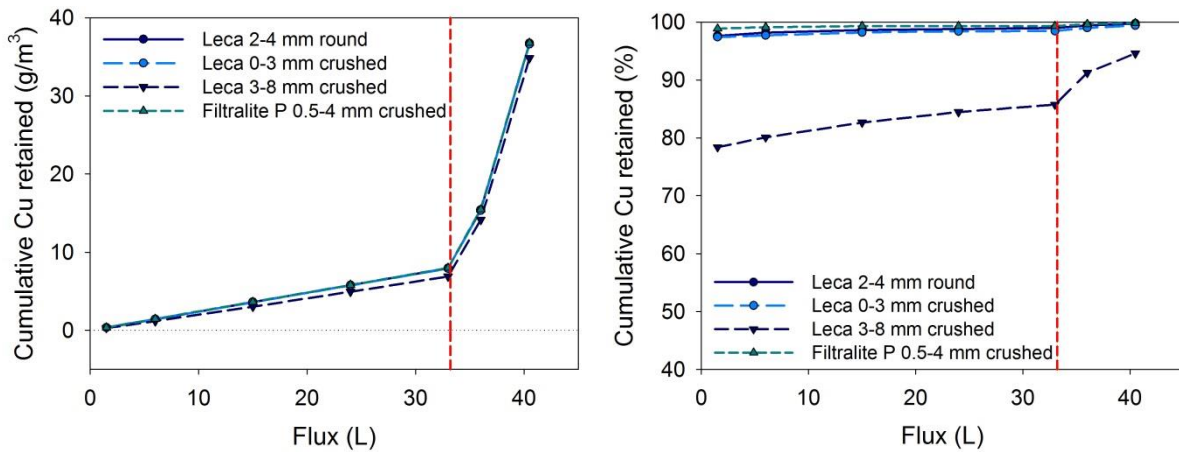 Cumulative Cu retained (g/m³)
40
30
20
10
0
Leca 2-4 mm round
Leca 0-3 mm crushed
Leca 3-8 mm crushed
Filtralite P 0.5-4 mm crushed
0 10 20 30 40
Flux (L)
Cumulative Cu retained (%)
100
90
80
70
60
50
40
Leca 2-4 mm round
Leca 0-3 mm crushed
Leca 3-8 mm crushed
Filtralite P 0.5-4 mm crushed
0 10 20 30 40
Flux (L)